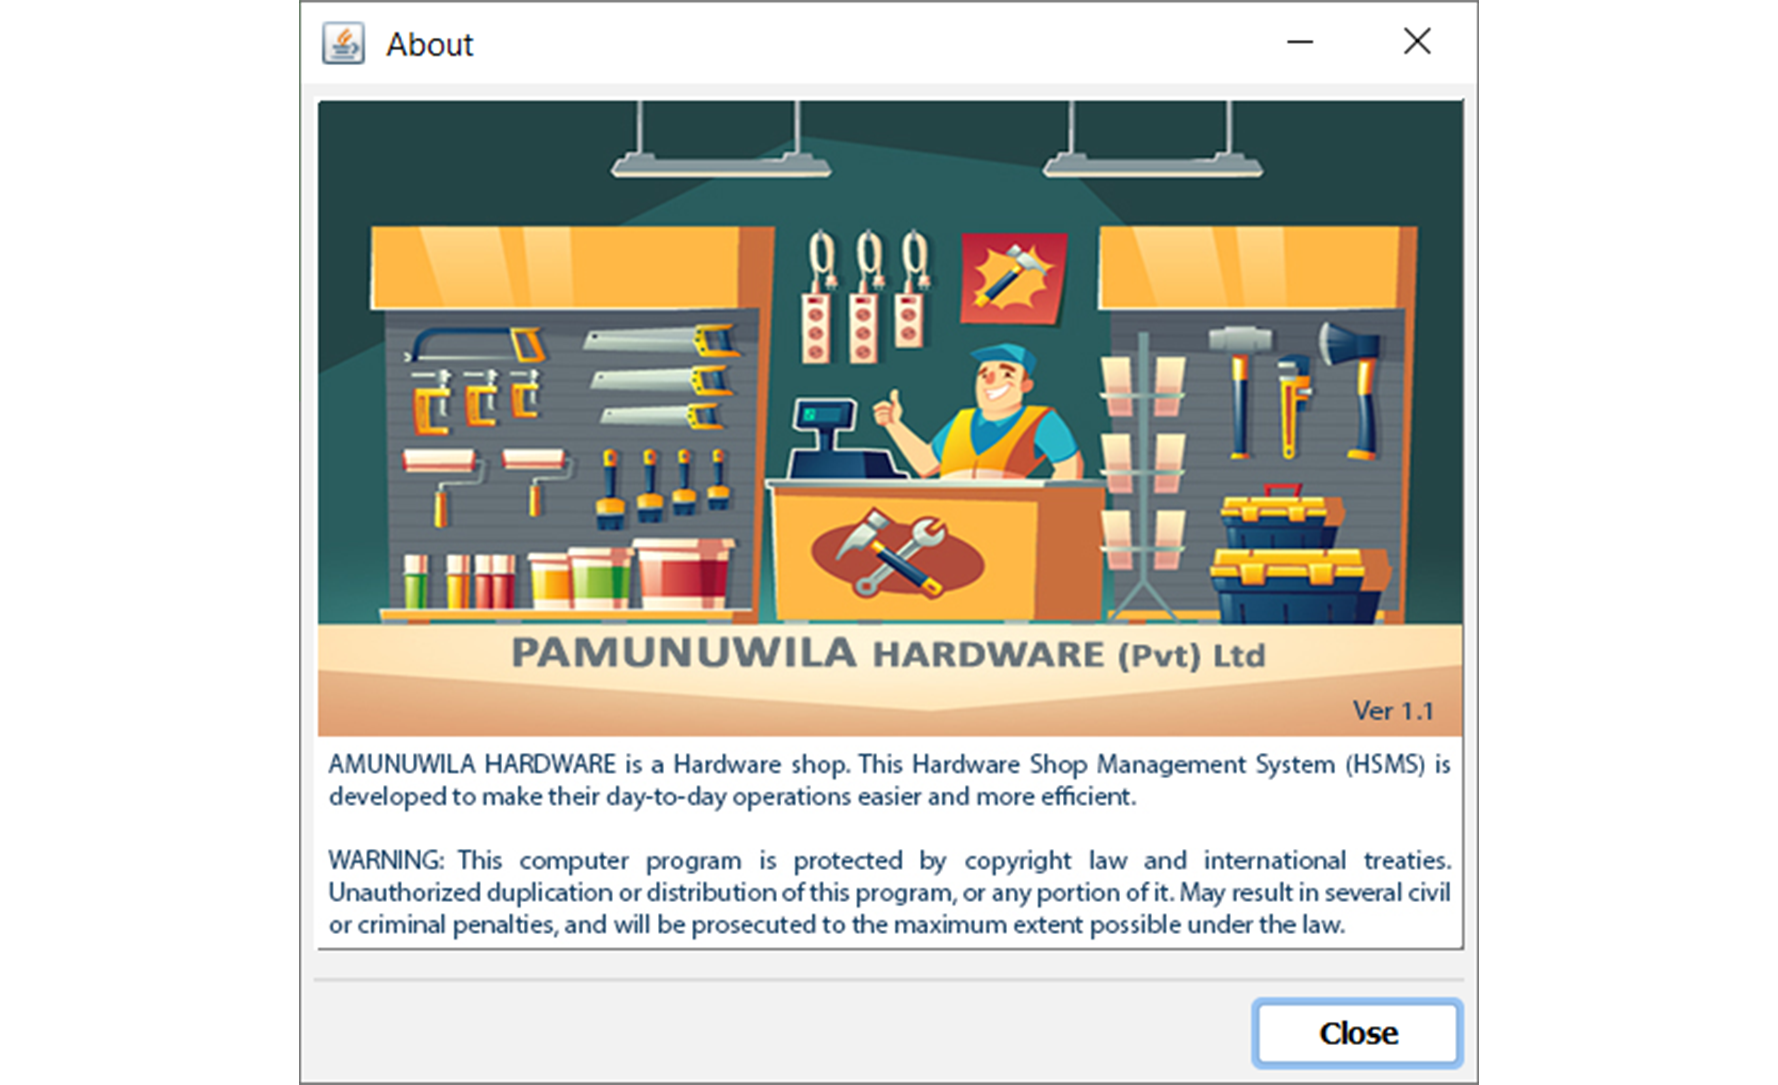 About
PAMUNUWILA HARDWARE (Pvt) Ltd
Ver 1.1
AMUNUWILA HARDWARE is a Hardware shop. This Hardware Shop Management System (HSMS) is
developed to make their day-to-day operations easier and more efficient.
WARNING: This computer program is protected by copyright law and international treaties.
Unauthorized duplication or distribution of this program, or any portion of it. May result in several civil
or criminal penalties, and will be prosecuted to the maximum extent possible under the law.
Close